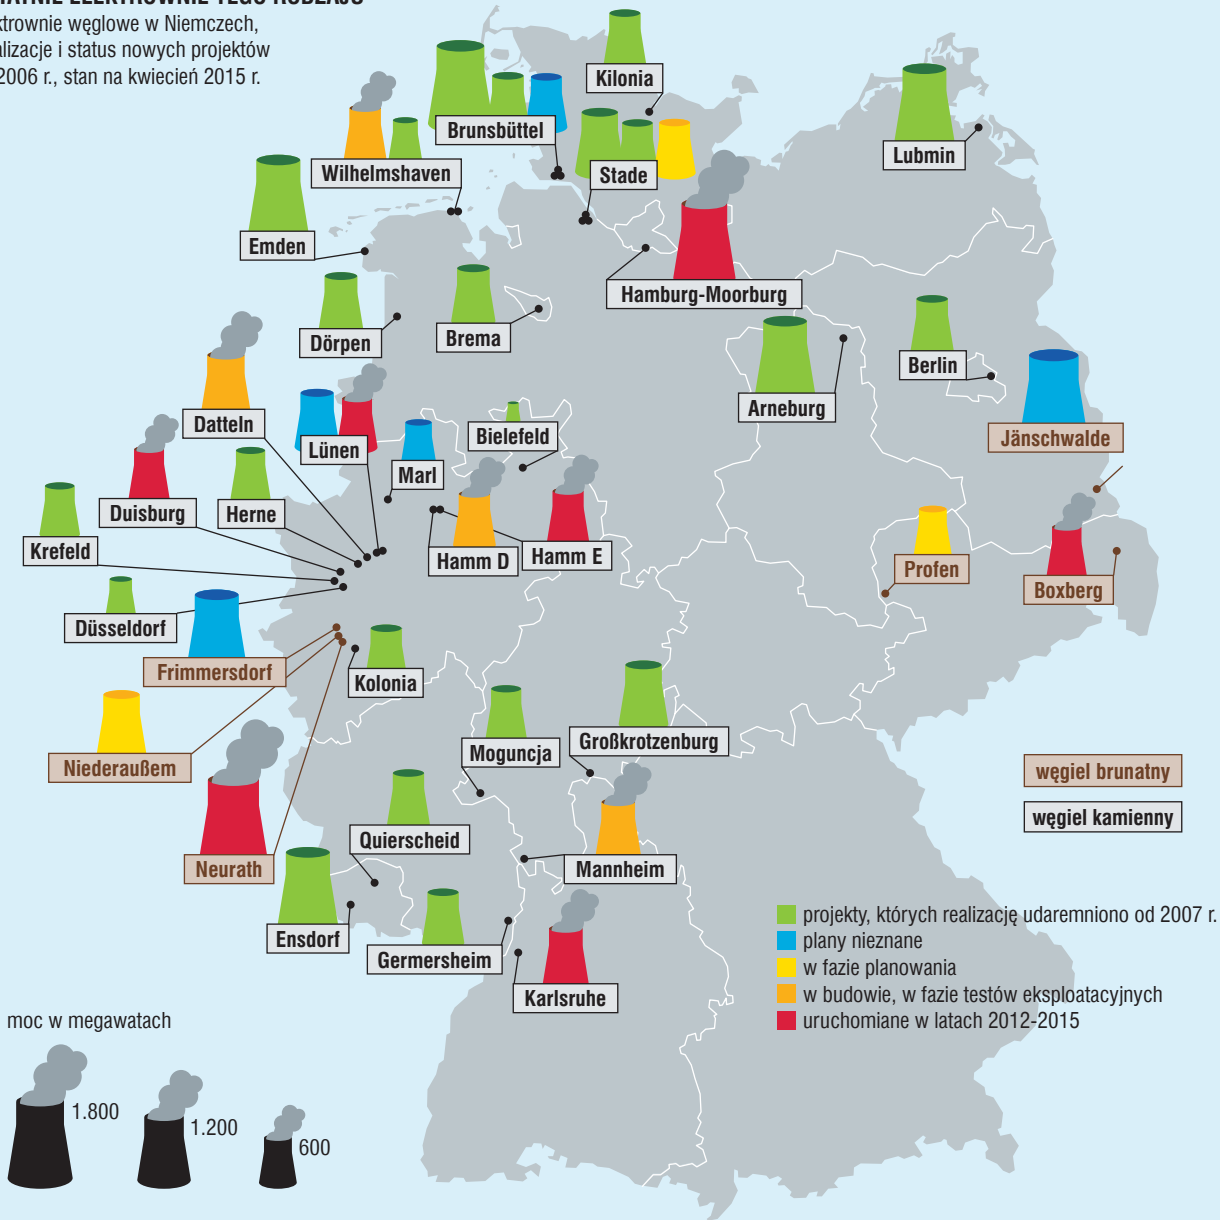 TATNIE ELEKTROWNIE TEGO RODZAJU
ktrownie węglowe w Niemczech,
alizacje i status nowych projektów
2006 r., stan na kwiecień 2015 r.
Kilonia
Brunsbüttel
Lubmin
Wilhelmshaven
Stade
Emden
Hamburg-Moorburg
Dörpen
Brema
Berlin
Arneburg
Datteln
Lünen
Bielefeld
Jänschwalde
Marl
Duisburg
Herne
Krefeld
Hamm D
Hamm E
Profen
Boxberg
Düsseldorf
Frimmersdorf
Kolonia
Großkrotzenburg
Moguncja
Niederaußem
węgiel brunatny
węgiel kamienny
Quierscheid
Neurath
Mannheim
Ensdorf
Germersheim
Karlsruhe
projekty, których realizację udaremniono od 2007 r.
plany nieznane
w fazie planowania
w budowie, w fazie testów eksploatacyjnych
uruchomiane w latach 2012-2015
moc w megawatach
1.800
1.200
600